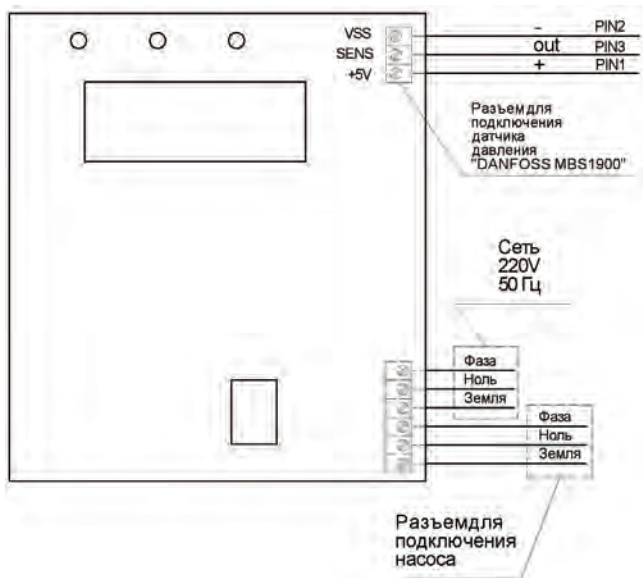 VSS - PIN2
SENS out PIN3
+5V + PIN1
Разъем для
подключения
датчика
давления
"DANFOSS MBS1900"
Сеть
220V
50 Гц
Фаза
Ноль
Земля
Фаза
Ноль
Земля
Разъемдля
подключения
насоса